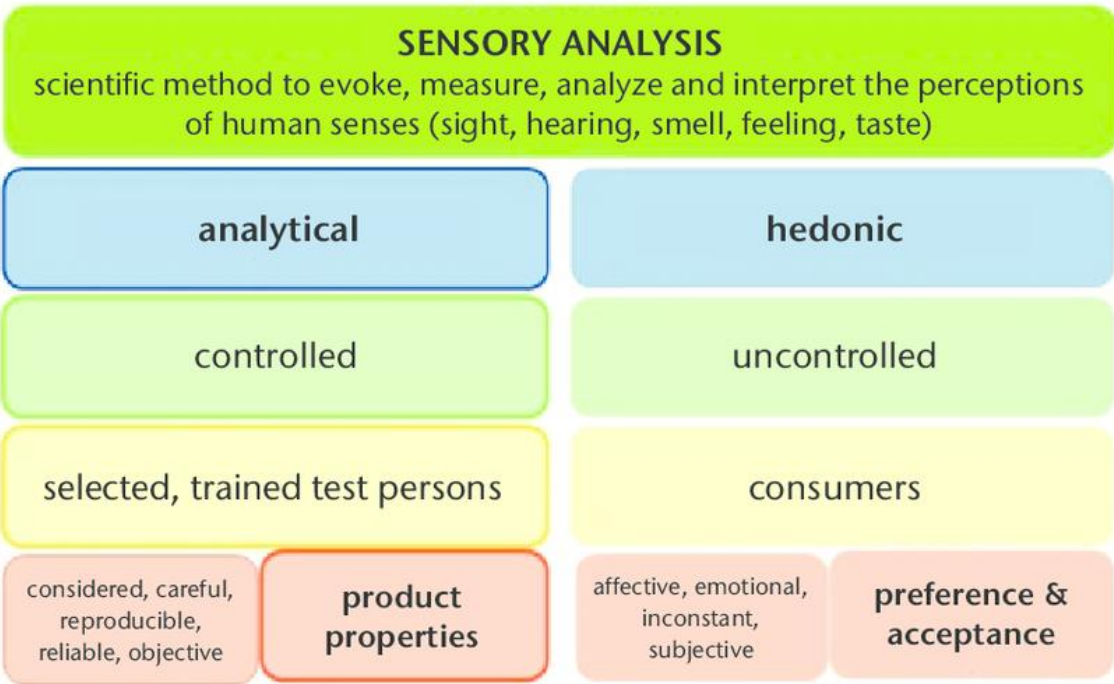 SENSORY ANALYSIS
scientific method to evoke, measure, analyze and interpret the perceptions
of human senses (sight, hearing, smell, feeling, taste)
analytical
hedonic
controlled
uncontrolled
selected, trained test persons
consumers
considered, careful,
reproducible,
reliable, objective
product
properties
affective, emotional,
inconstant,
subjective
preference &
acceptance